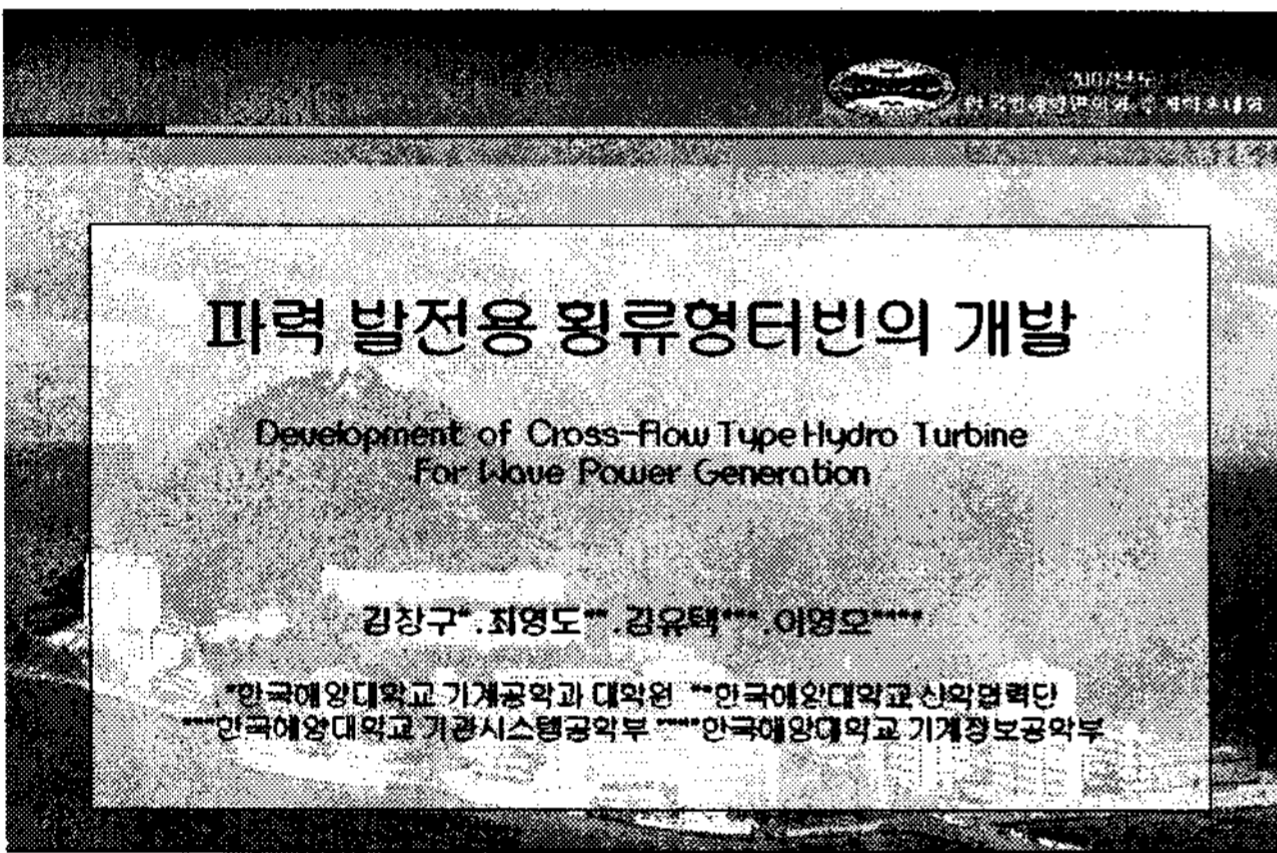 파력 발전용 횡류형터빈의 개발
Development of Cross-Flow Type Hydro Turbine
For Wave Power Generation
김장구*.최영도**.김유택***.이영호****
*한국해양대학교 기계공학과 대학원 **한국해양대학교 산학협력단
***한국해양대학교 기관시스템공학부 ****한국해양대학교 기계정보공학부